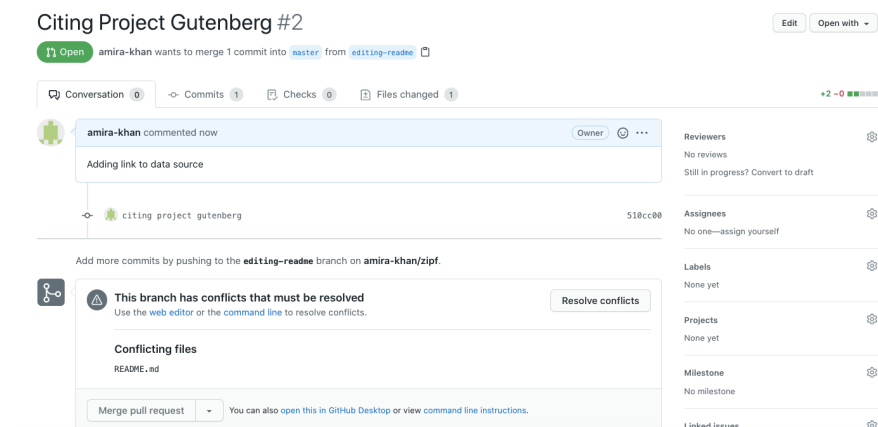 Citing Project Gutenberg #2
Edit
Open with
Open
amira-khan wants to merge 1 commit into master from editing-readme
Conversation 0
Commits 1
Checks 0
Files changed 1
+2 −0
amira-khan commented now
Owner
Adding link to data source
citing project gutenberg
510cc00
Add more commits by pushing to the editing-readme branch on amira-khan/zipf.
This branch has conflicts that must be resolved
Use the web editor or the command line to resolve conflicts.
Resolve conflicts
Conflicting files
README.md
Merge pull request
You can also open this in GitHub Desktop or view command line instructions.
Reviewers
No reviews
Still in progress? Convert to draft
Assignees
No one—assign yourself
Labels
None yet
Projects
None yet
Milestone
No milestone
Linked issues